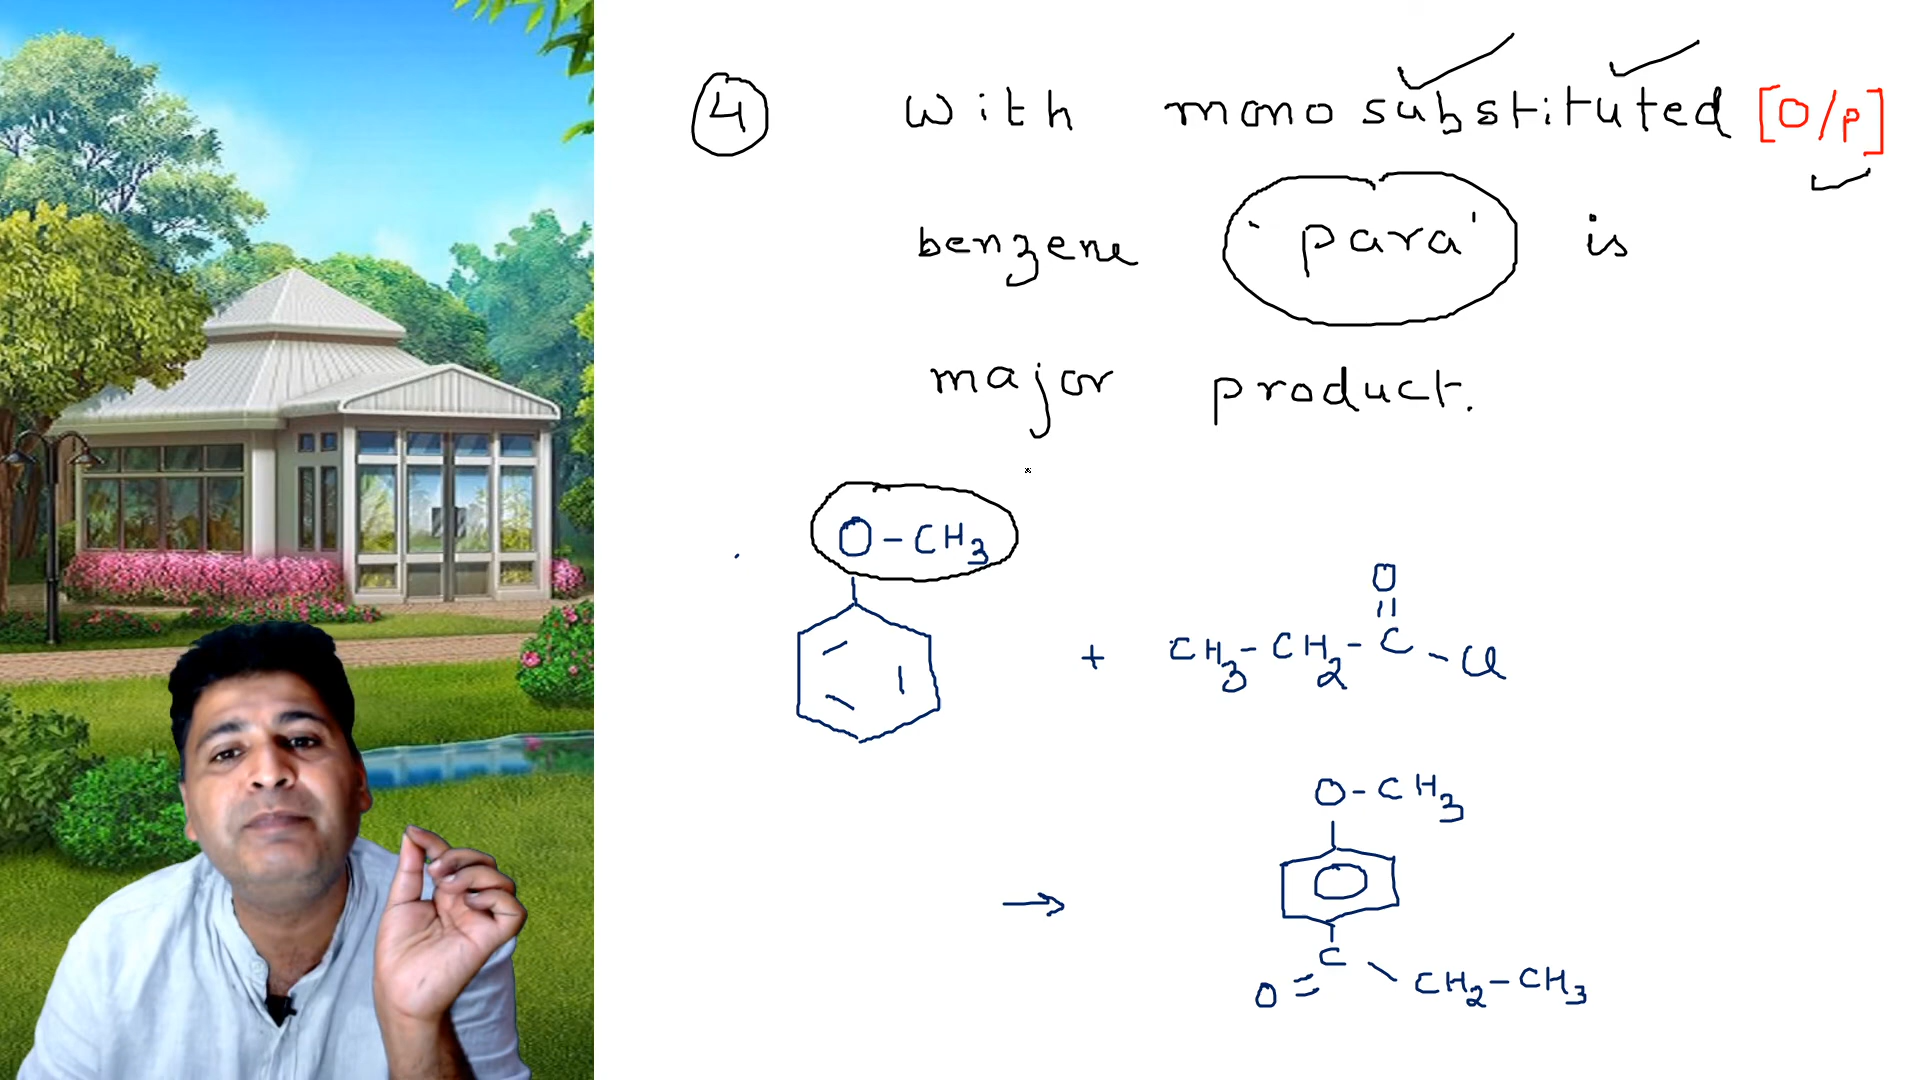 4 With mono substituted [O/P]
benzene 'para' is
major product.
O-CH3
+ CH3-CH2-C-Cl
O
O-CH3
→
C
O= CH2-CH3